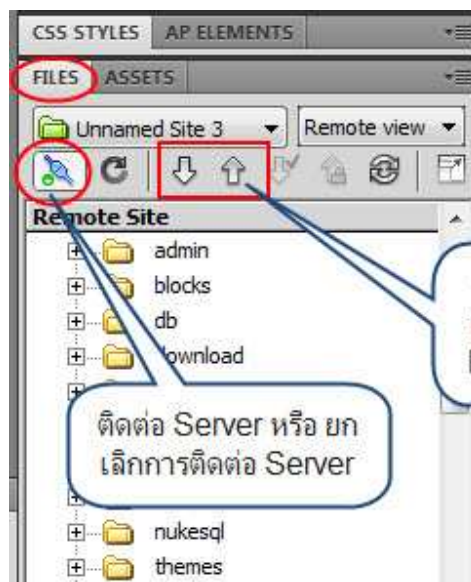 CSS STYLES AP ELEMENTS
FILES ASSETS
Unnamed Site 3 Remote view
Remote Site
admin
blocks
db
download
ติดต่อ Server หรือ ยก
เลิกการติดต่อ Server
nukesql
themes